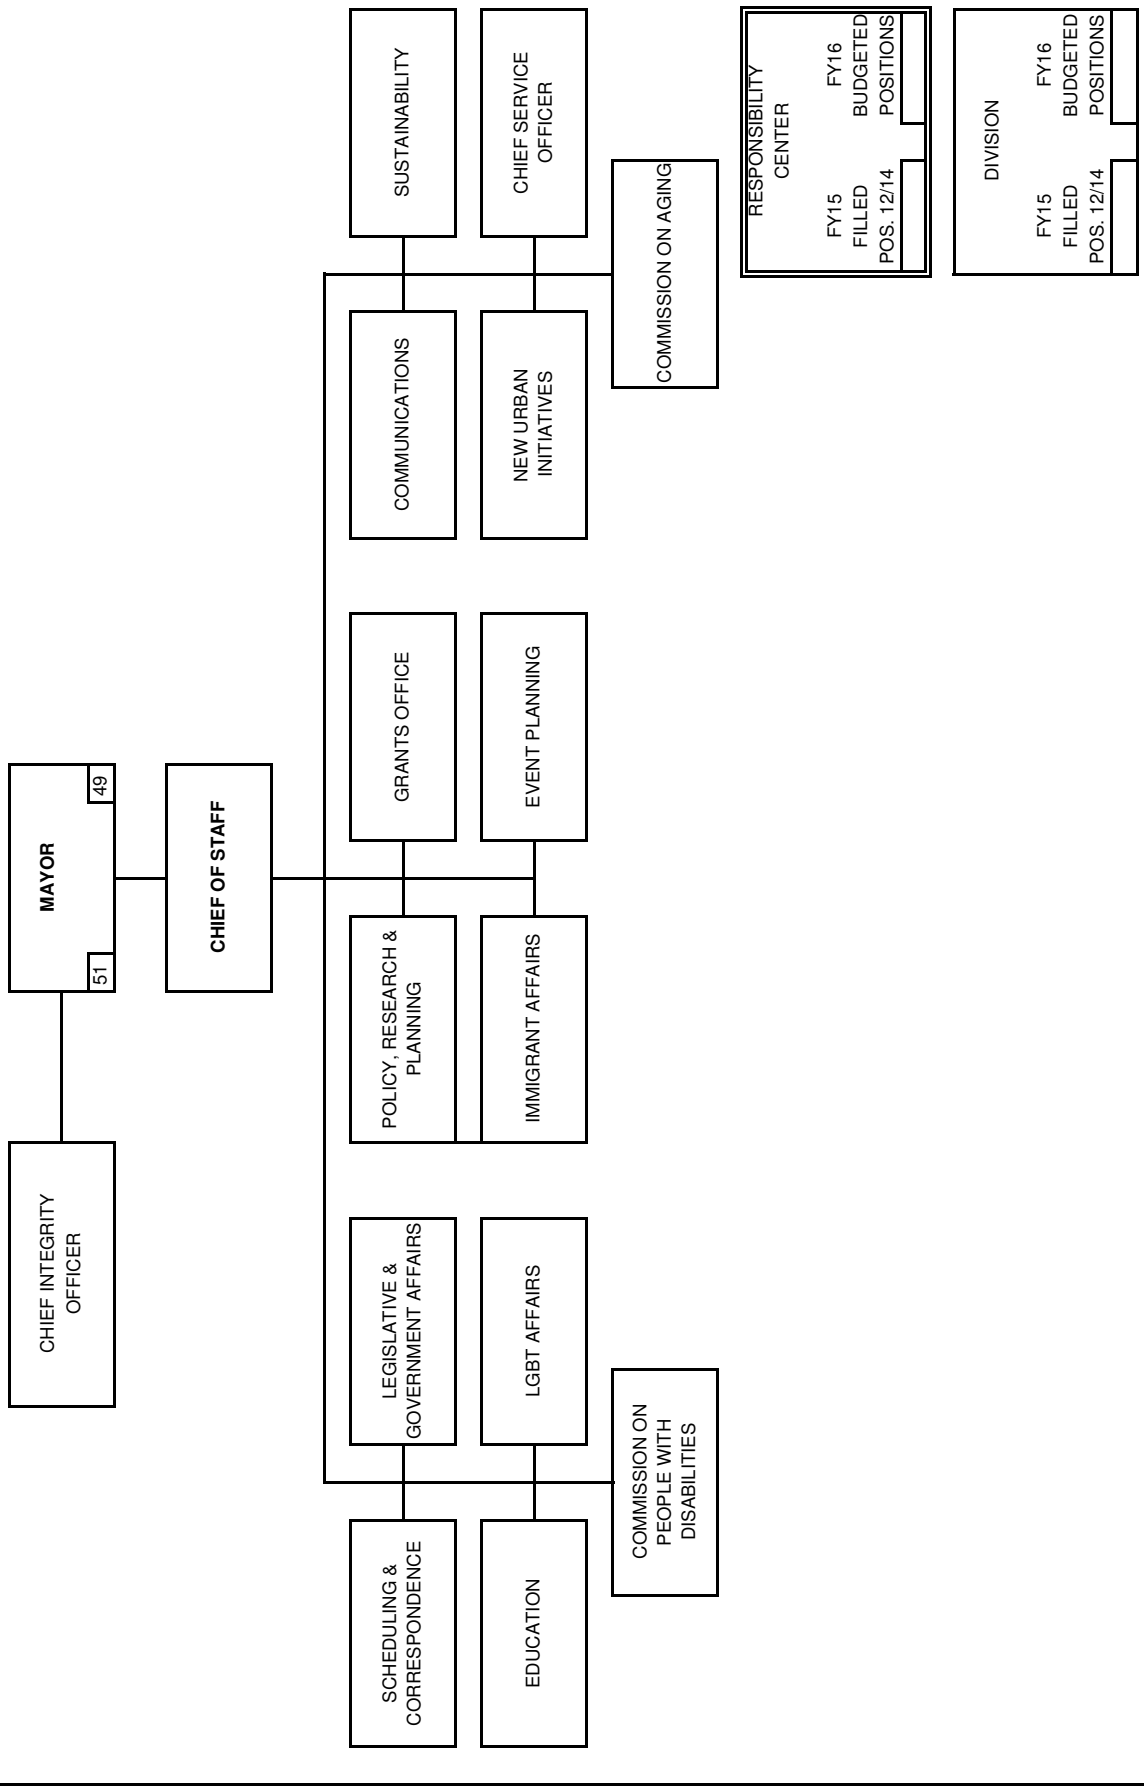 CHIEF INTEGRITY
OFFICER
MAYOR
51
49
CHIEF OF STAFF
SCHEDULING &
CORRESPONDENCE
LEGISLATIVE &
GOVERNMENT AFFAIRS
POLICY, RESEARCH &
PLANNING
GRANTS OFFICE
COMMUNICATIONS
SUSTAINABILITY
EDUCATION
LGBT AFFAIRS
IMMIGRANT AFFAIRS
EVENT PLANNING
NEW URBAN
INITIATIVES
CHIEF SERVICE
OFFICER
COMMISSION ON
PEOPLE WITH
DISABILITIES
COMMISSION ON AGING
RESPONSIBILITY
CENTER
FY15
FILLED
POS. 12/14
FY16
BUDGETED
POSITIONS
DIVISION
FY15
FILLED
POS. 12/14
FY16
BUDGETED
POSITIONS